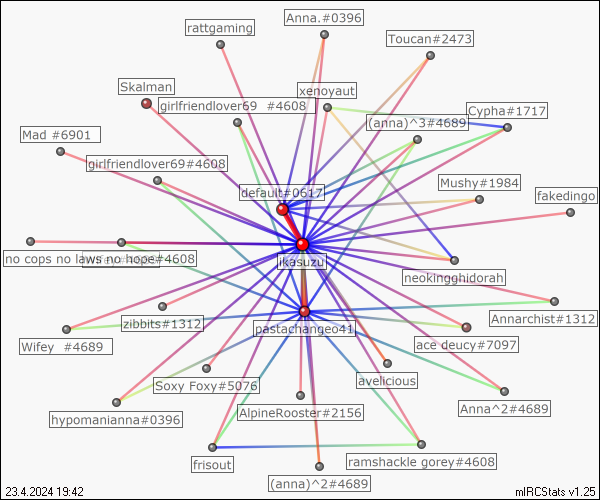 Anna.#0396
rattgaming
Toucan#2473
Skalman
xenoyaut
girlfriendlover69 #4608
Cypha#1717
(anna)^3#4689
Mad #6901
girlfriendlover69#4608
default#0617
Mushy#1984
fakedingo
ikasuzu
no cops no laws no hope#4608
neokingghidorah
Annarchist#1312
zibbits#1312
pastachangeo41
Wifey #4689
ace deucy#7097
Soxy Foxy#5076
avelicious
Anna^2#4689
AlpineRooster#2156
hypomanianna#0396
frisout
ramshackle gorey#4608
(anna)^2#4689
23.4.2024 19:42
mIRCStats v1.25